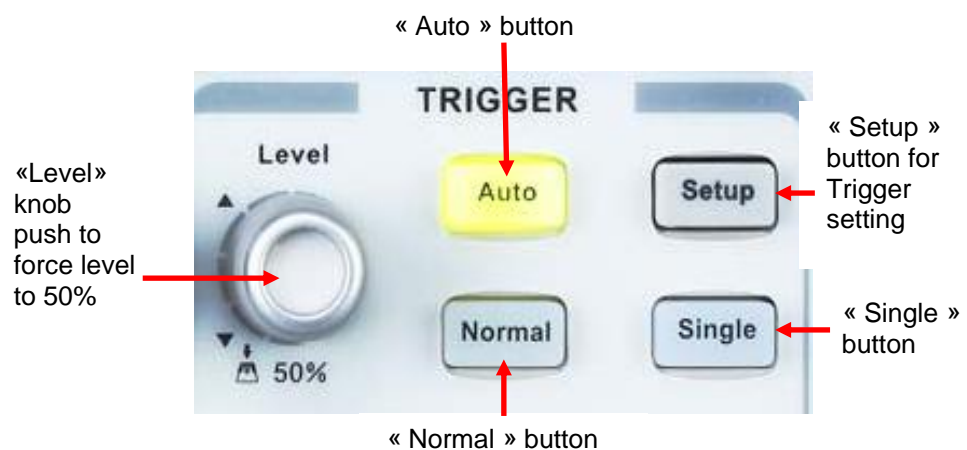 « Auto » button
TRIGGER
Level
Auto
Setup
Normal
Single
50%
«Level»
knob
push to
force level
to 50%
« Setup »
button for
Trigger
setting
« Single »
button
« Normal » button